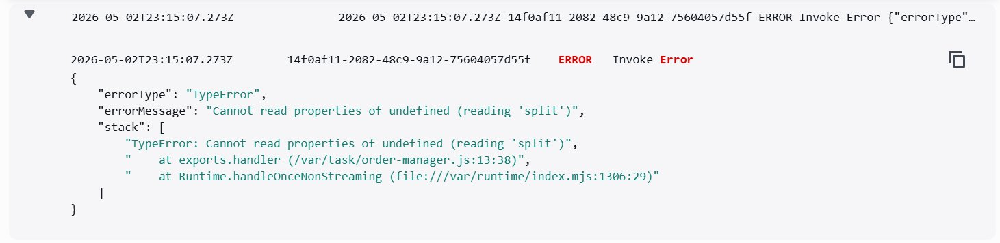 2026-05-02T23:15:07.273Z 2026-05-02T23:15:07.273Z 14f0af11-2082-48c9-9a12-75604057d55f ERROR Invoke Error {"errorType"…
2026-05-02T23:15:07.273Z 14f0af11-2082-48c9-9a12-75604057d55f ERROR Invoke Error
{
    "errorType": "TypeError",
    "errorMessage": "Cannot read properties of undefined (reading 'split')",
    "stack": [
        "TypeError: Cannot read properties of undefined (reading 'split')",
        "    at exports.handler (/var/task/order-manager.js:13:38)",
        "    at Runtime.handleOnceNonStreaming (file:///var/runtime/index.mjs:1306:29)"
    ]
}